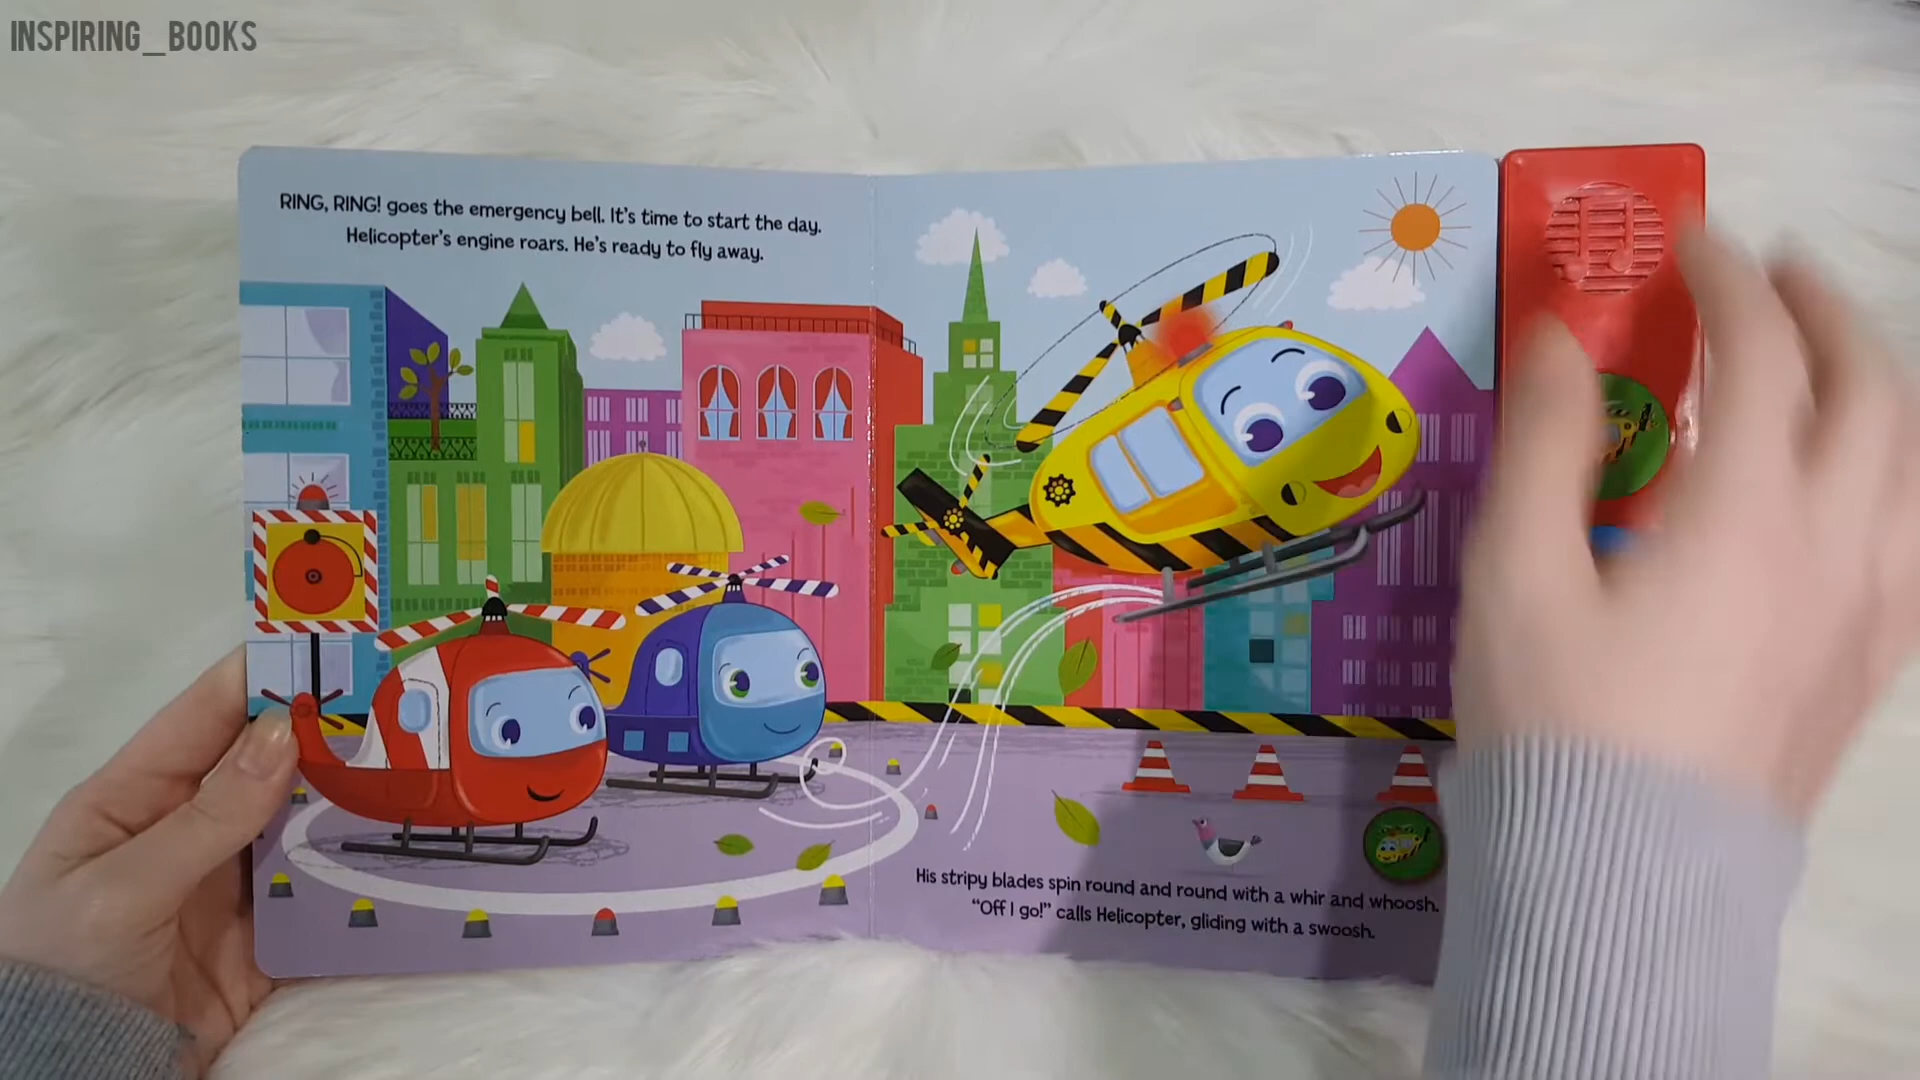 INSPIRING_BOOKS
RING, RING! goes the emergency bell. It's time to start the day.
Helicopter's engine roars. He's ready to fly away.
His stripy blades spin round and round with a whir and whoosh.
“Off I go!” calls Helicopter, gliding with a swoosh.